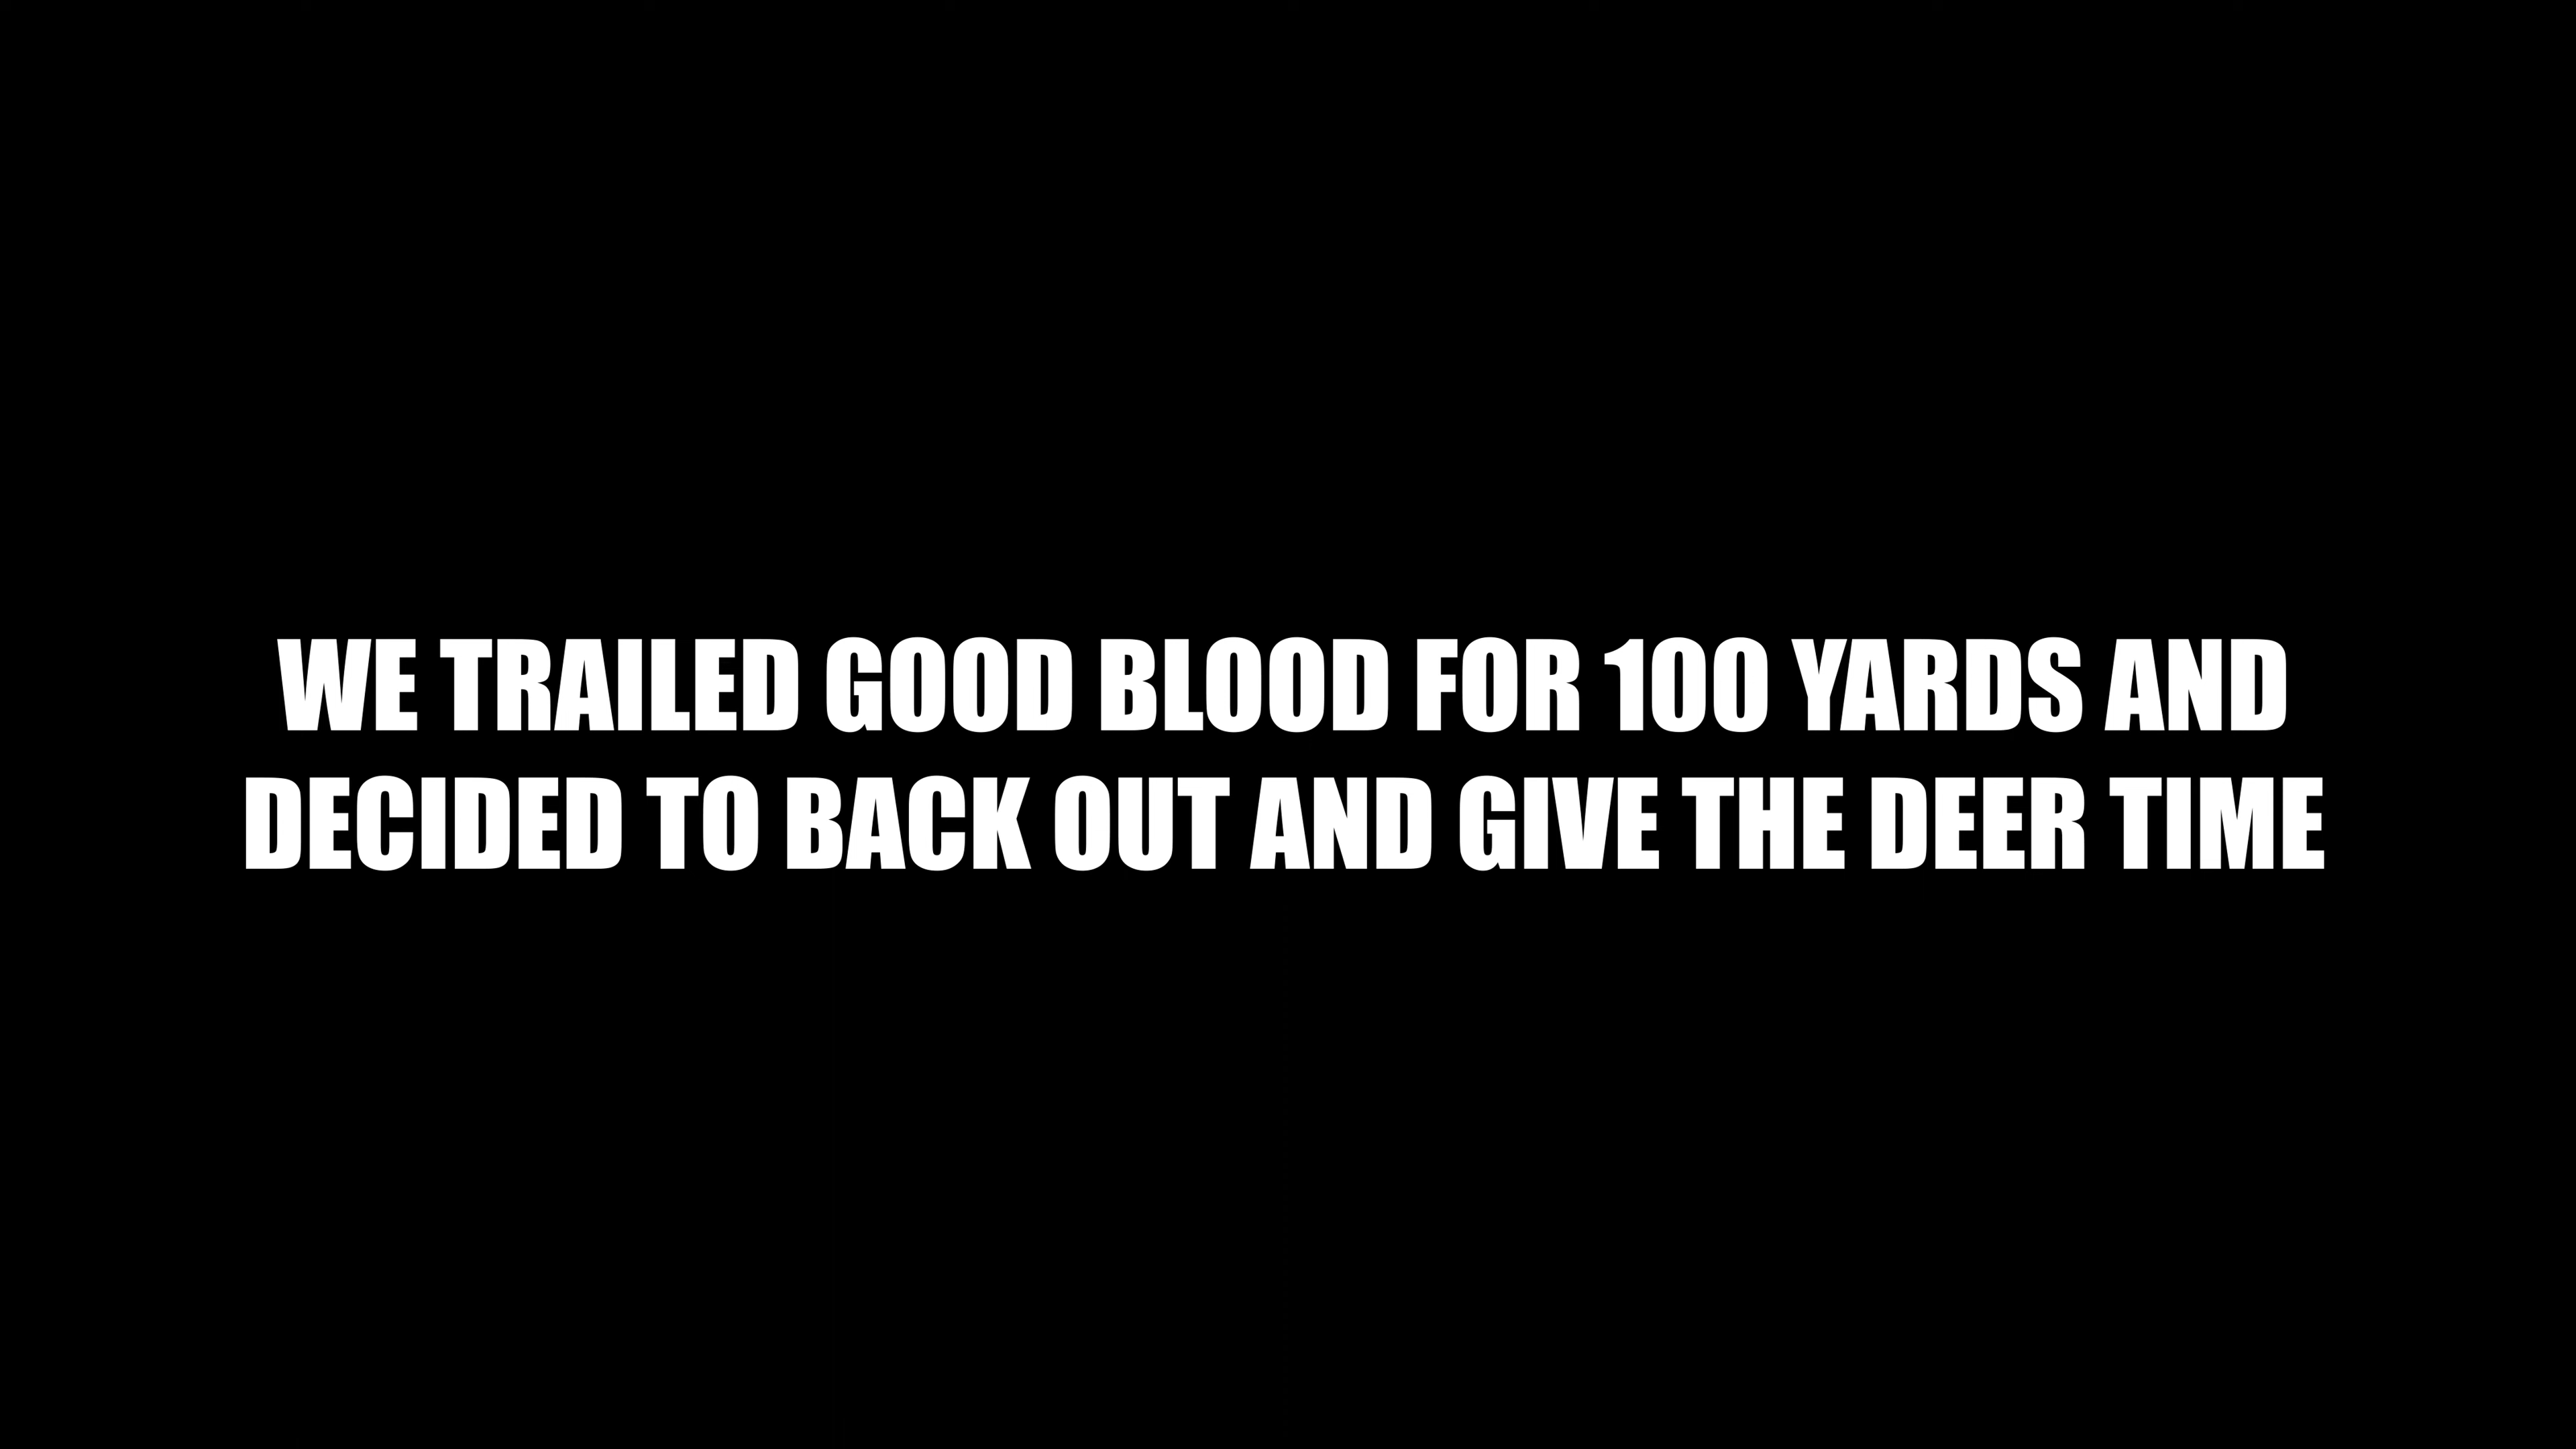 WE TRAILED GOOD BLOOD FOR 100 YARDS AND
DECIDED TO BACK OUT AND GIVE THE DEER TIME